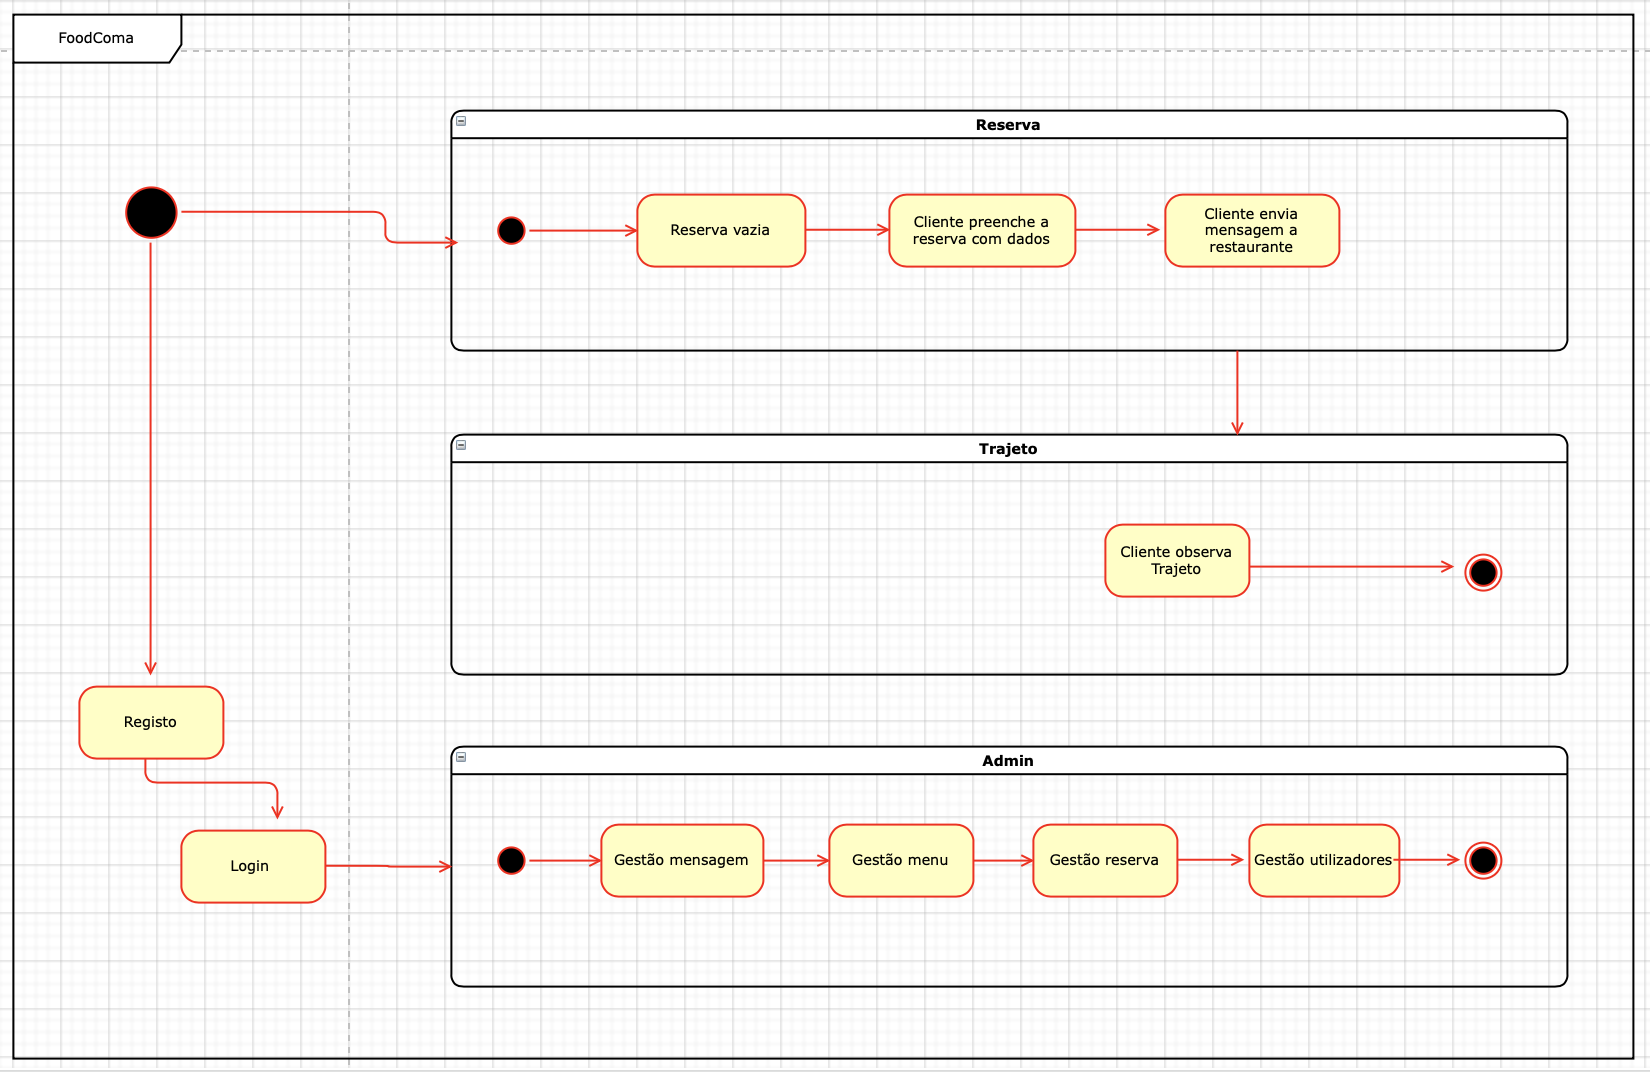 FoodComa
Reserva
Reserva vazia
Cliente preenche a
reserva com dados
Cliente envia
mensagem a
restaurante
Trajeto
Cliente observa
Trajeto
Registo
Login
Admin
Gestão mensagem
Gestão menu
Gestão reserva
Gestão utilizadores